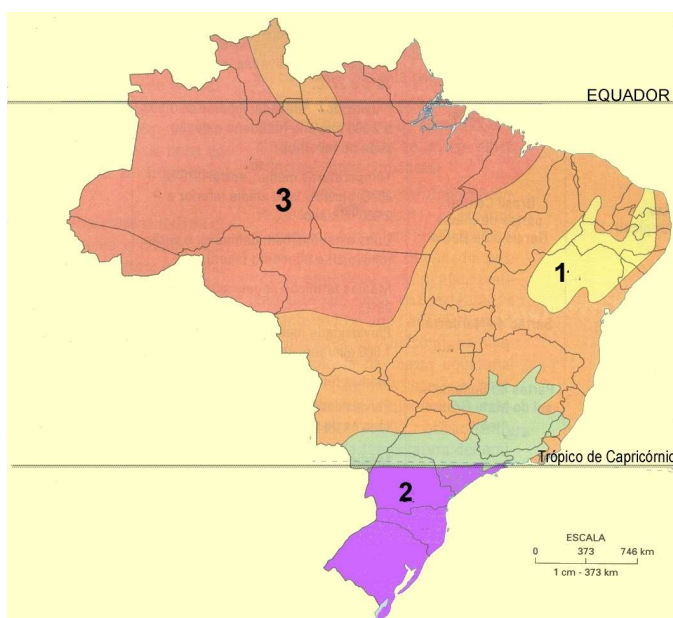 EQUADOR
3
1
Trópico de Capricórnio
2
ESCALA
0 373 746 km
1 cm - 373 km